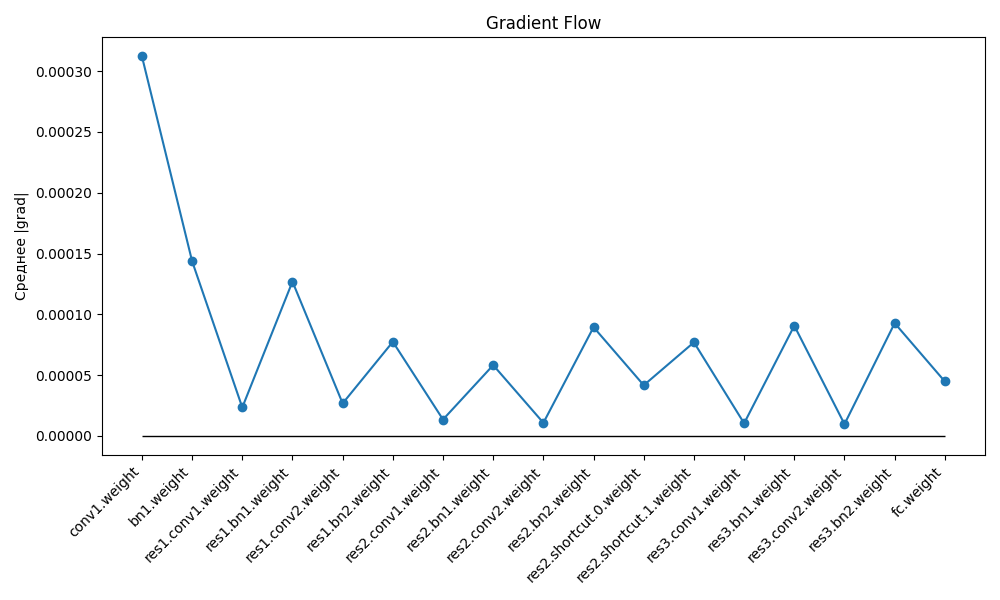 Gradient Flow
Среднее |grad|
0.00030
0.00025
0.00020
0.00015
0.00010
0.00005
0.00000
conv1.weight
bn1.weight
res1.conv1.weight
res1.bn1.weight
res1.conv2.weight
res1.bn2.weight
res2.conv1.weight
res2.bn1.weight
res2.conv2.weight
res2.bn2.weight
res2.shortcut.0.weight
res2.shortcut.1.weight
res3.conv1.weight
res3.bn1.weight
res3.conv2.weight
res3.bn2.weight
fc.weight